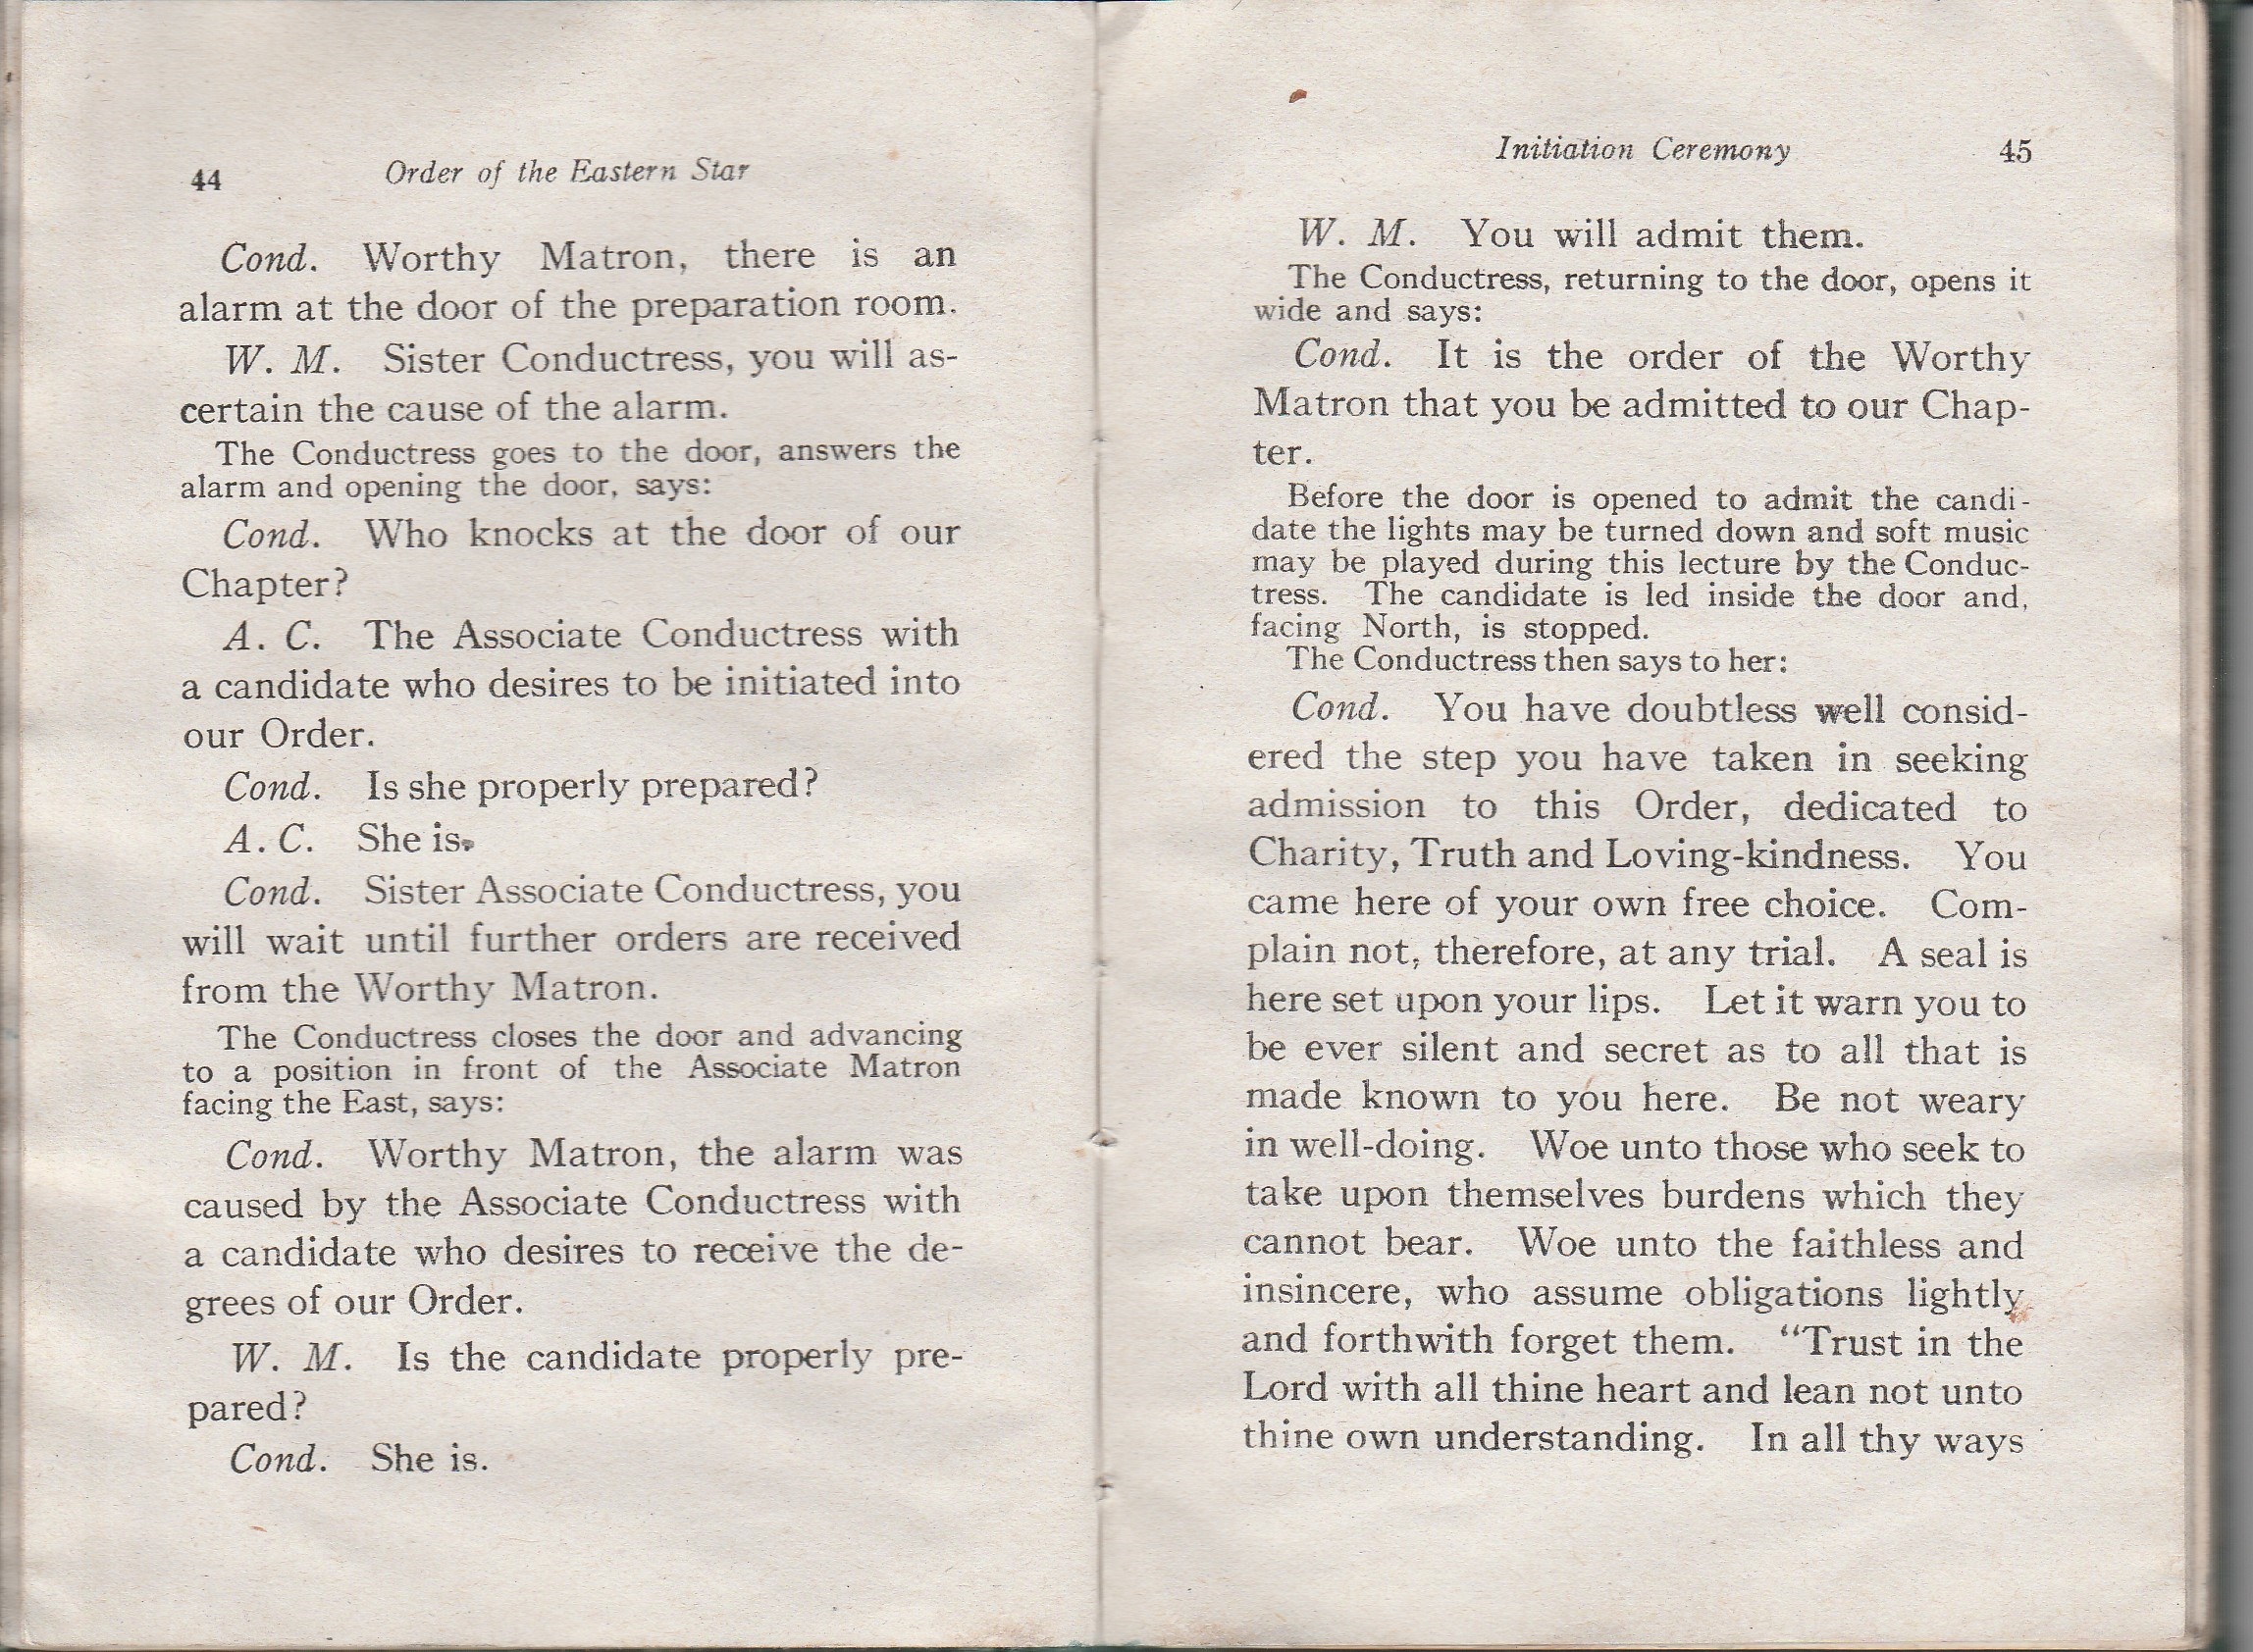 44 Order of the Eastern Star
Cond. Worthy Matron, there is an
alarm at the door of the preparation room.
W. M. Sister Conductress, you will as-
certain the cause of the alarm.
The Conductress goes to the door, answers the
alarm and opening the door, says:
Cond. Who knocks at the door of our
Chapter?
A. C. The Associate Conductress with
a candidate who desires to be initiated into
our Order.
Cond. Is she properly prepared?
A. C. She is.
Cond. Sister Associate Conductress, you
will wait until further orders are received
from the Worthy Matron.
The Conductress closes the door and advancing
to a position in front of the Associate Matron
facing the East, says:
Cond. Worthy Matron, the alarm was
caused by the Associate Conductress with
a candidate who desires to receive the de-
grees of our Order.
W. M. Is the candidate properly pre-
pared?
Cond. She is.
Initiation Ceremony 45
W. M. You will admit them.
The Conductress, returning to the door, opens it
wide and says:
Cond. It is the order of the Worthy
Matron that you be admitted to our Chap-
ter.
Before the door is opened to admit the candi-
date the lights may be turned down and soft music
may be played during this lecture by the Conduc-
tress. The candidate is led inside the door and,
facing North, is stopped.
The Conductress then says to her:
Cond. You have doubtless well consid-
ered the step you have taken in seeking
admission to this Order, dedicated to
Charity, Truth and Loving-kindness. You
came here of your own free choice. Com-
plain not, therefore, at any trial. A seal is
here set upon your lips. Let it warn you to
be ever silent and secret as to all that is
made known to you here. Be not weary
in well-doing. Woe unto those who seek to
take upon themselves burdens which they
cannot bear. Woe unto the faithless and
insincere, who assume obligations lightly
and forthwith forget them. "Trust in the
Lord with all thine heart and lean not unto
thine own understanding. In all thy ways